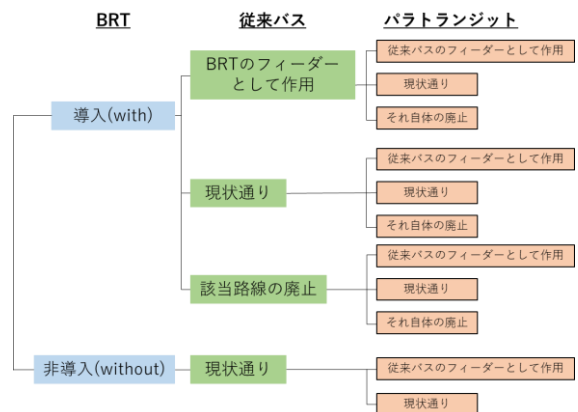 BRT
従来バス
パラトランジット
導入(with)
BRTのフィーダー
として作用
従来バスのフィーダーとして作用
現状通り
それ自体の廃止
現状通り
従来バスのフィーダーとして作用
現状通り
それ自体の廃止
該当路線の廃止
従来バスのフィーダーとして作用
現状通り
それ自体の廃止
非導入(without)
現状通り
従来バスのフィーダーとして作用
現状通り